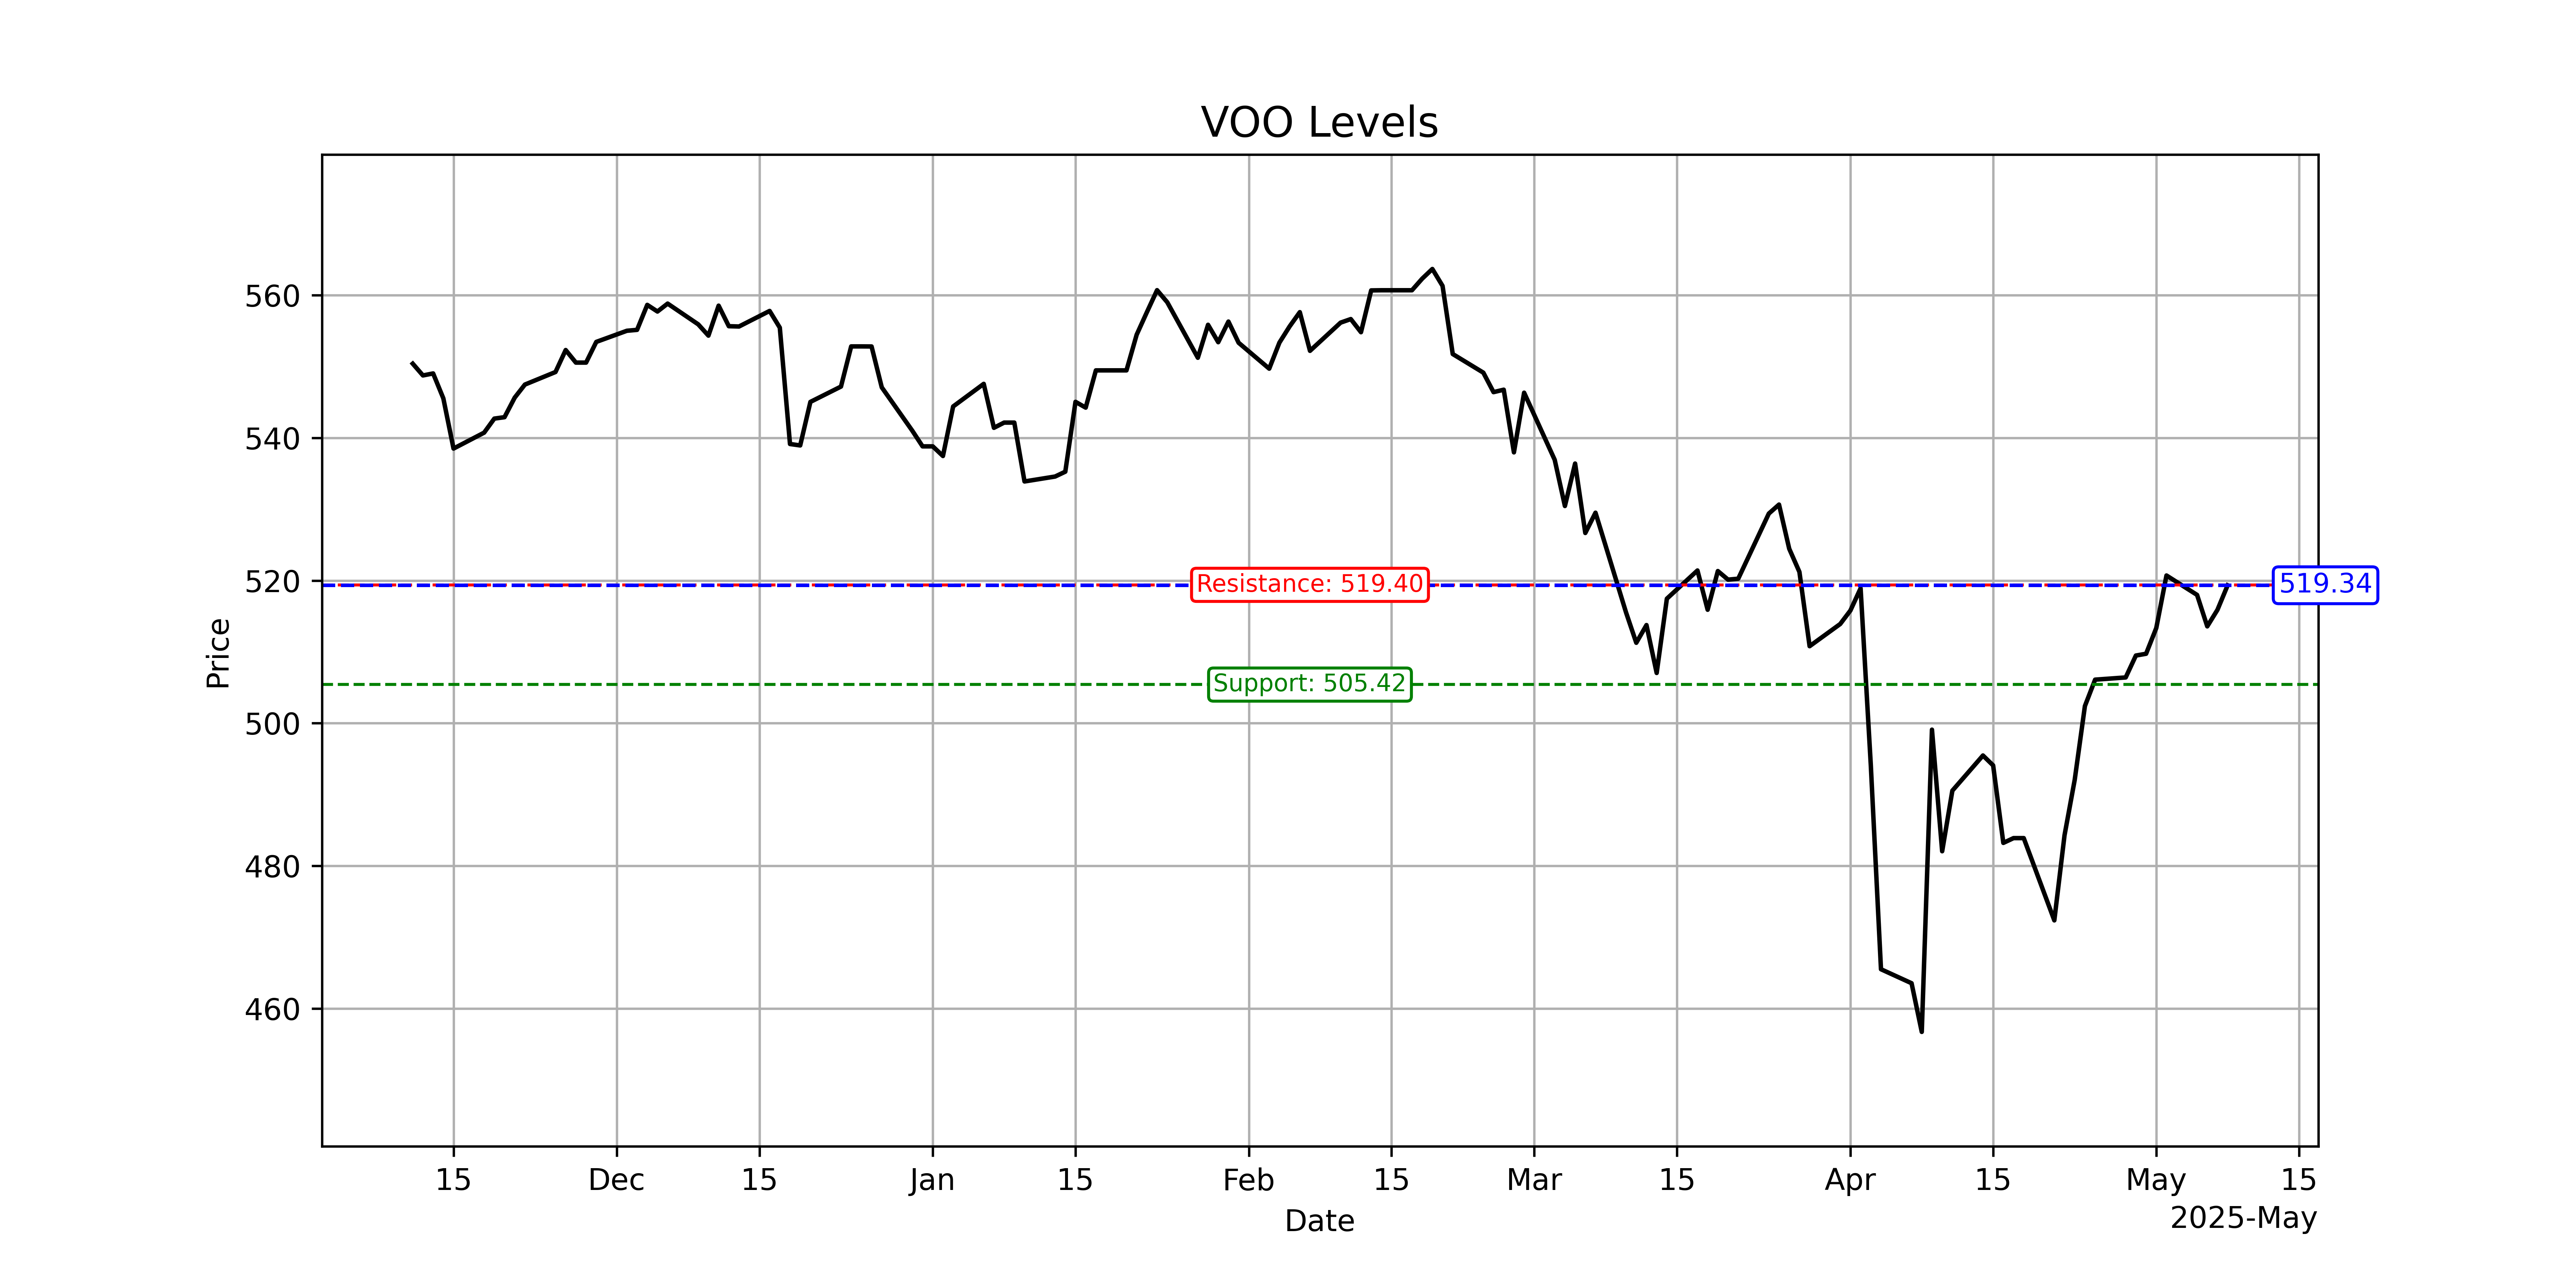 VOO Levels
Price
560
540
520
500
480
460
Resistance: 519.40
519.34
Support: 505.42
15 Dec 15 Jan 15 Feb 15 Mar 15 Apr 15 May 15
Date
2025-May